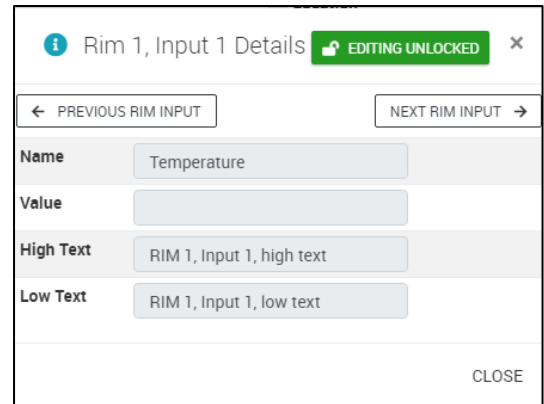 Rim 1, Input 1 Details EDITING UNLOCKED ×
← PREVIOUS RIM INPUT NEXT RIM INPUT →
Name Temperature
Value
High Text RIM 1, Input 1, high text
Low Text RIM 1, Input 1, low text
CLOSE